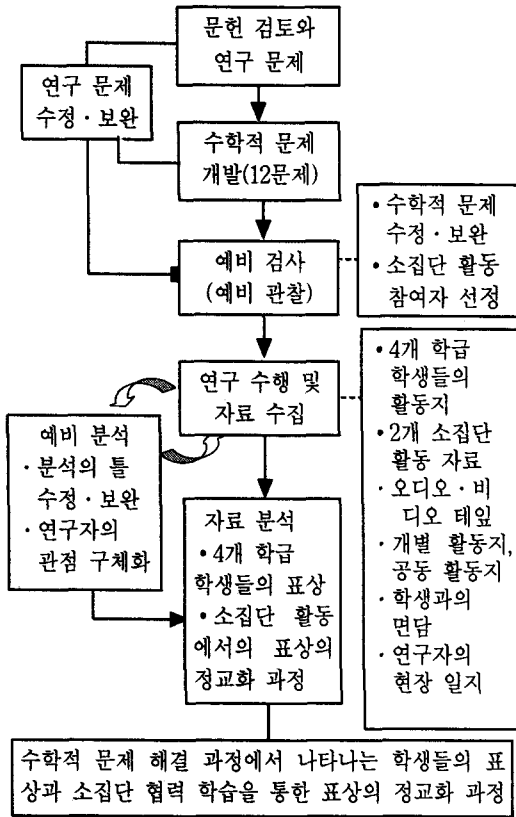 문헌 검토와
연구 문제
연구 문제
수정·보완
수학적 문제
개발(12문제)
예비 검사
(예비 관찰)
• 수학적 문제
수정·보완
• 소집단 활동
참여자 선정
연구 수행 및
자료 수집
• 4개 학급
학생들의
활동지
• 2개 소집단
활동 자료
· 오디오·비
디오 테잎
· 개별 활동지,
공동 활동지
· 학생과의
면담
· 연구자의
현장 일지
예비 분석
· 분석의 틀
수정·보완
· 연구자의
관점 구체화
자료 분석
• 4개 학급
학생들의 표상
• 소집단 활동
에서의 표상의
정교화 과정
수학적 문제 해결 과정에서 나타나는 학생들의 표
상과 소집단 협력 학습을 통한 표상의 정교화 과정